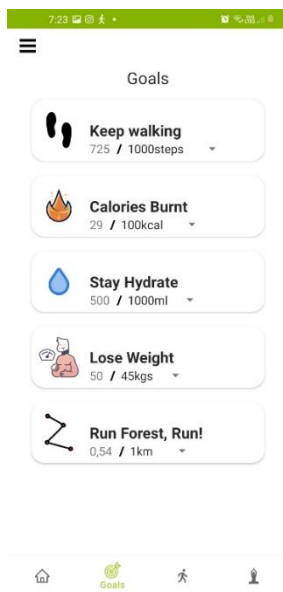 7:23
Goals
Keep walking
725 / 1000steps
Calories Burnt
29 / 100kcal
Stay Hydrate
500 / 1000ml
Lose Weight
50 / 45kgs
Run Forest, Run!
0,54 / 1km
Goals